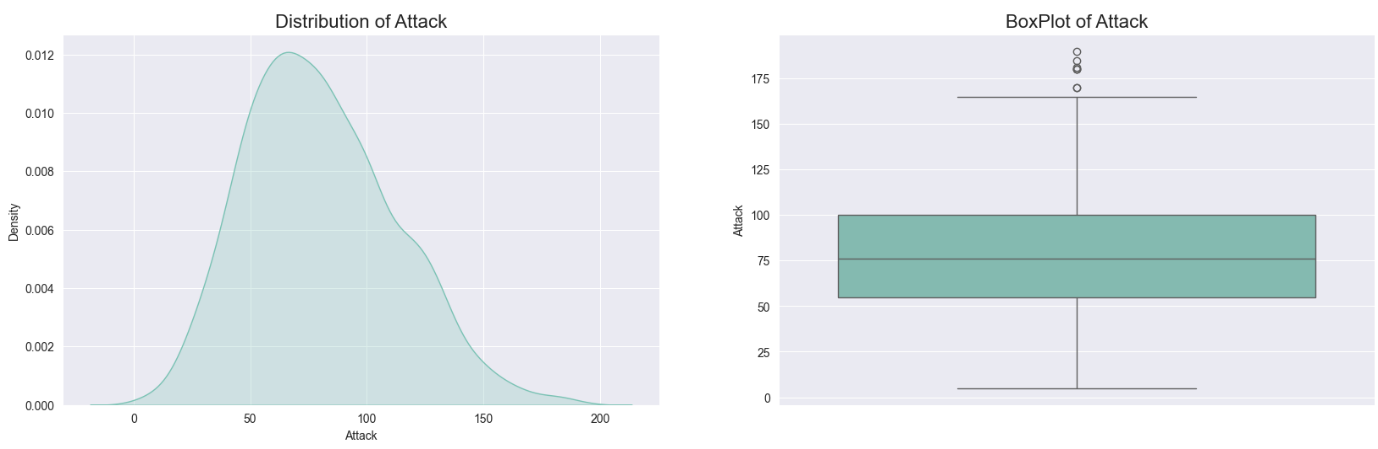 Distribution of Attack
0.012
0.010
0.008
0.006
0.004
0.002
0.000
Density
0 50 100 150 200
Attack
BoxPlot of Attack
175
150
125
100
75
50
25
0
Attack